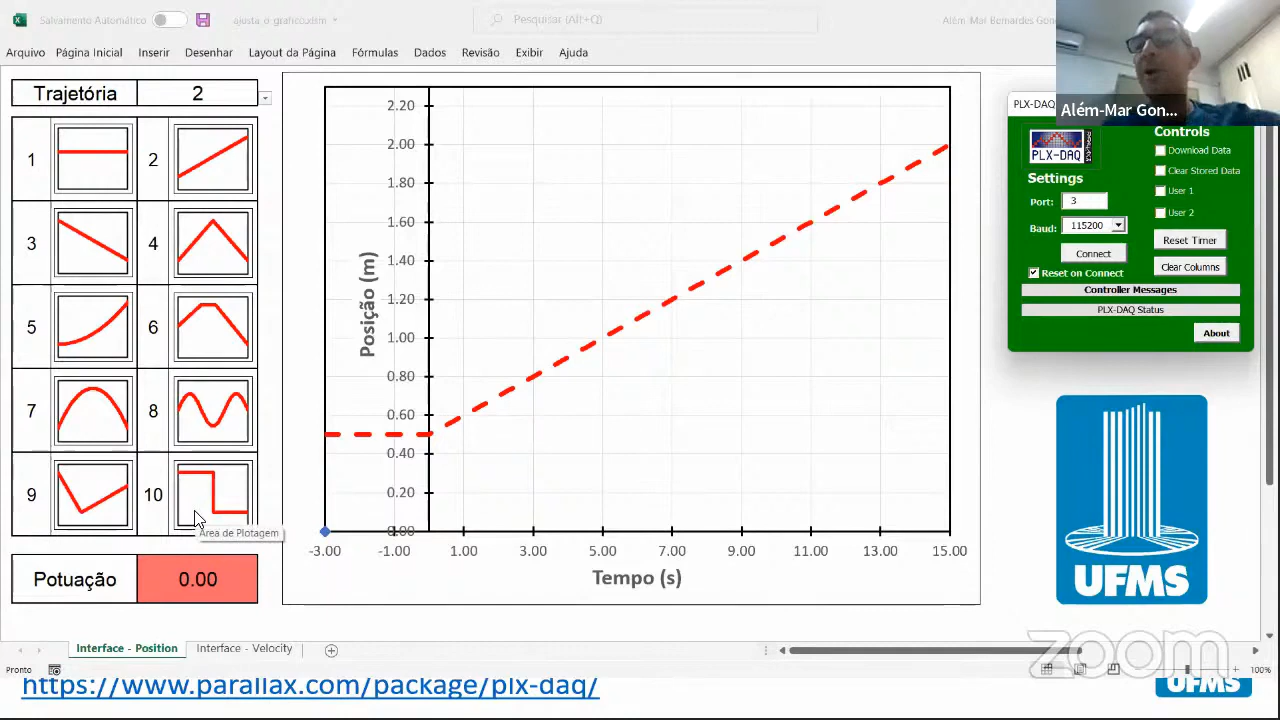 Salvamento Automático
ajusta_o_graficouism
Pesquisar (Alt+Q)
Além-Mar Bernardes Gon
Arquivo Página Inicial Inserir Desenhar Layout da Página Fórmulas Dados Revisão Exibir Ajuda
Trajetória 2
1 2
3 4
5 6
7 8
9 10
Área de Plotagem
Potuação 0.00
Posição (m)
2.20
2.00
1.80
1.60
1.40
1.20
1.00
0.80
0.60
0.40
0.20
0.00
-3.00 -1.00 1.00 3.00 5.00 7.00 9.00 11.00 13.00 15.00
Tempo (s)
Além-Mar Gon...
PLX-DAQ
PLX-DAQ
Controls
Download Data
Clear Stored Data
User 1
User 2
Settings
Port: 3
Baud: 115200
Reset Timer
Connect
Clear Columns
Reset on Connect
Controller Messages
PLX-DAQ Status
About
UFMS
Interface - Position Interface - Velocity
zoom
Pronto
100%
https://www.parallax.com/package/plx-daq/
UFMS